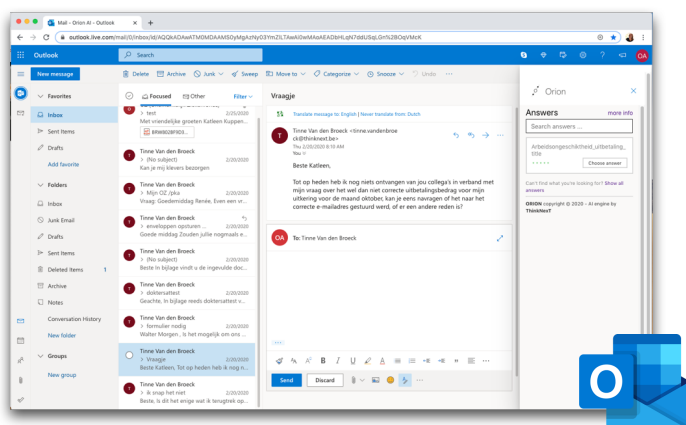 Mail - Orion AI - Outlook
outlook.live.com/mail/0/inbox/id/
Outlook
Search
OA
New message
Delete
Archive
Junk
Sweep
Move to
Categorize
Snooze
Undo
Favorites
Inbox
Sent Items
Drafts
Add favorite
Folders
Inbox
Junk Email
Drafts
Sent Items
Deleted Items 1
Archive
Notes
Conversation History
New folder
Groups
New group
Focused
Other
Filter
> test 2/25/2020
Met vriendelijke groeten Katleen Kuppen...
Tinne Van den Broeck
> (No subject) 2/20/2020
Kan je mij klevers bezorgen
Tinne Van den Broeck
> Mijn OZ /pka 2/20/2020
Vraag: Goedemiddag Renée, Even een vr...
Tinne Van den Broeck
> enveloppen opsturen ... 2/20/2020
Goede middag Zouden jullie nogmaals e...
Tinne Van den Broeck
> (No subject) 2/20/2020
Beste In bijlage vindt u de ingevulde doc...
Tinne Van den Broeck
> doktersattest 2/20/2020
Geachte, In bijlage reeds doktersattest v...
Tinne Van den Broeck
> formulier nodig 2/20/2020
Walter Morgen , Is het mogelijk om ons ...
Tinne Van den Broeck
> Vraagje 2/20/2020
Beste Katleen, Tot op heden heb ik nog n...
Tinne Van den Broeck
> ik snap het niet 2/20/2020
Beste. Is dit het enige wat ik terugtrek op...
Vraagje
Translate message to English | Never translate from: Dutch
T
Tinne Van den Broeck <tinne.vandenbroe
ck@thinknext.be>
Thu 2/20/2020 8:10 AM
You
Beste Katleen,
Tot op heden heb ik nog niets ontvangen van jou collega's in verband met
mijn vraag over het wel dan niet correcte uitbetalingsbedrag voor mijn
uitkering voor de maand oktober, kan je eens navragen of het naar het
correcte e-mailadres gestuurd werd, of er een andere reden is?
OA
To: Tinne Van den Broeck
B I U
Send
Discard
Orion
Answers
more info
Search answers ...
Arbeidsongeschiktheid_uitbetaling_
title
Choose answer
Can't find what you're looking for? Show all
answers
ORION copyright © 2020 - AI engine by
ThinkNexT
O